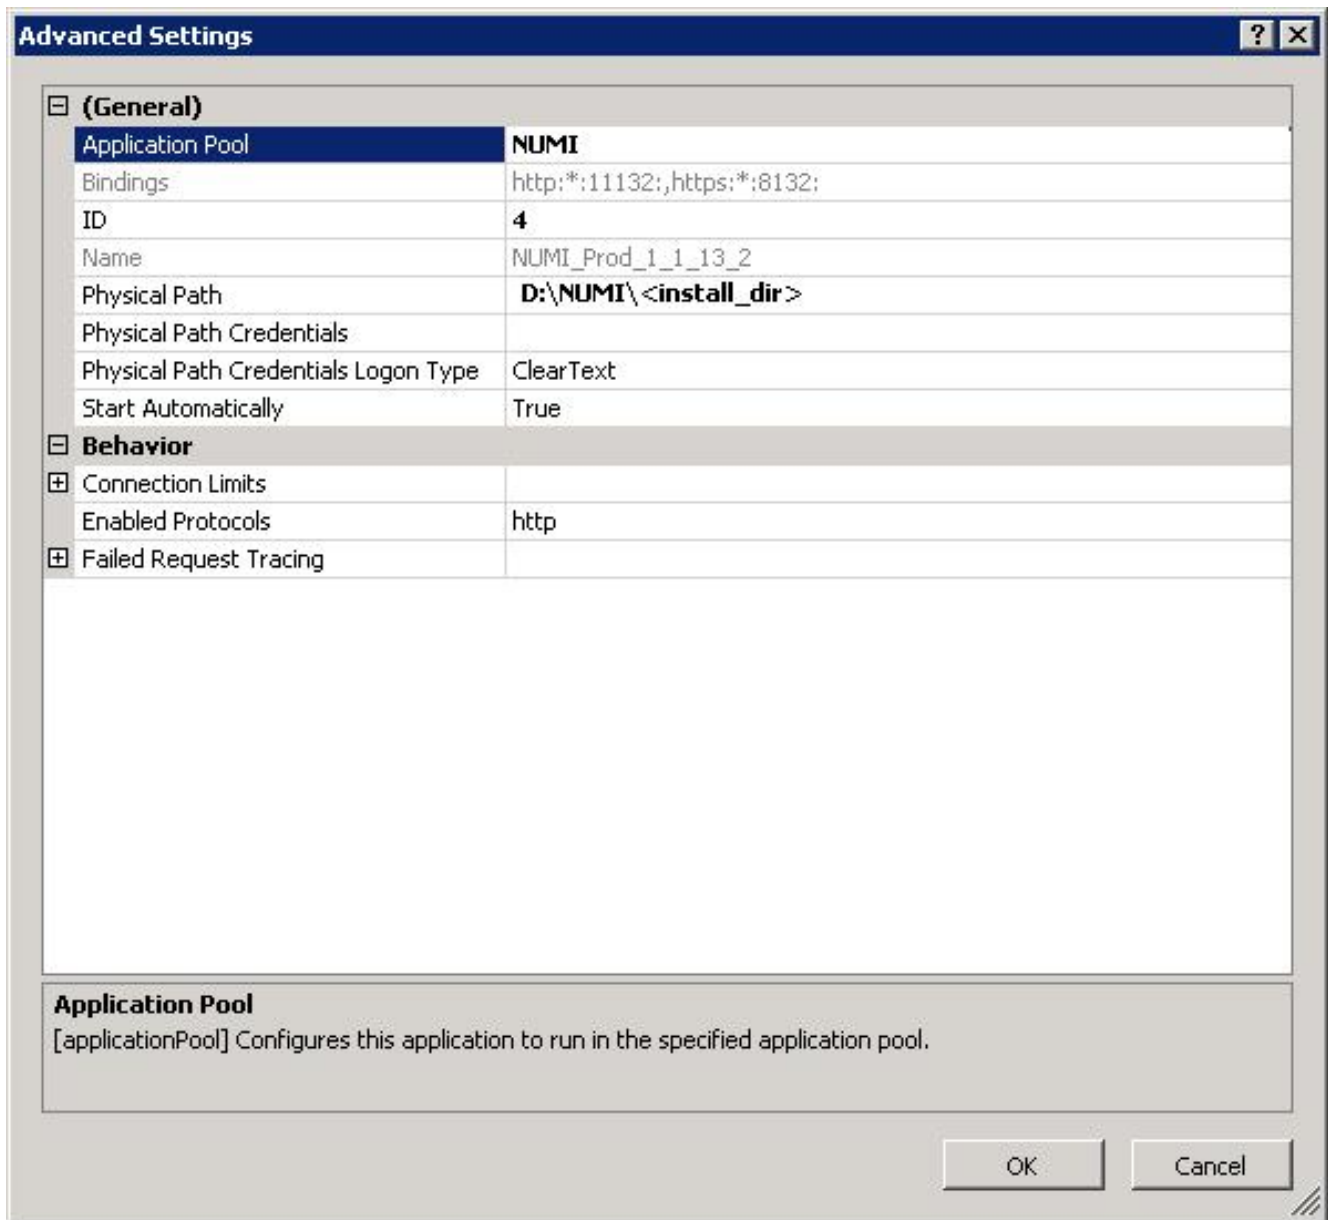 Advanced Settings
(General)
Application Pool NUMI
Bindings http:*:11132:,https:*:8132:
ID 4
Name NUMI_Prod_1_1_13_2
Physical Path D:\NUMI\<install_dir>
Physical Path Credentials
Physical Path Credentials Logon Type ClearText
Start Automatically True
Behavior
Connection Limits
Enabled Protocols http
Failed Request Tracing
Application Pool
[applicationPool] Configures this application to run in the specified application pool.
OK Cancel